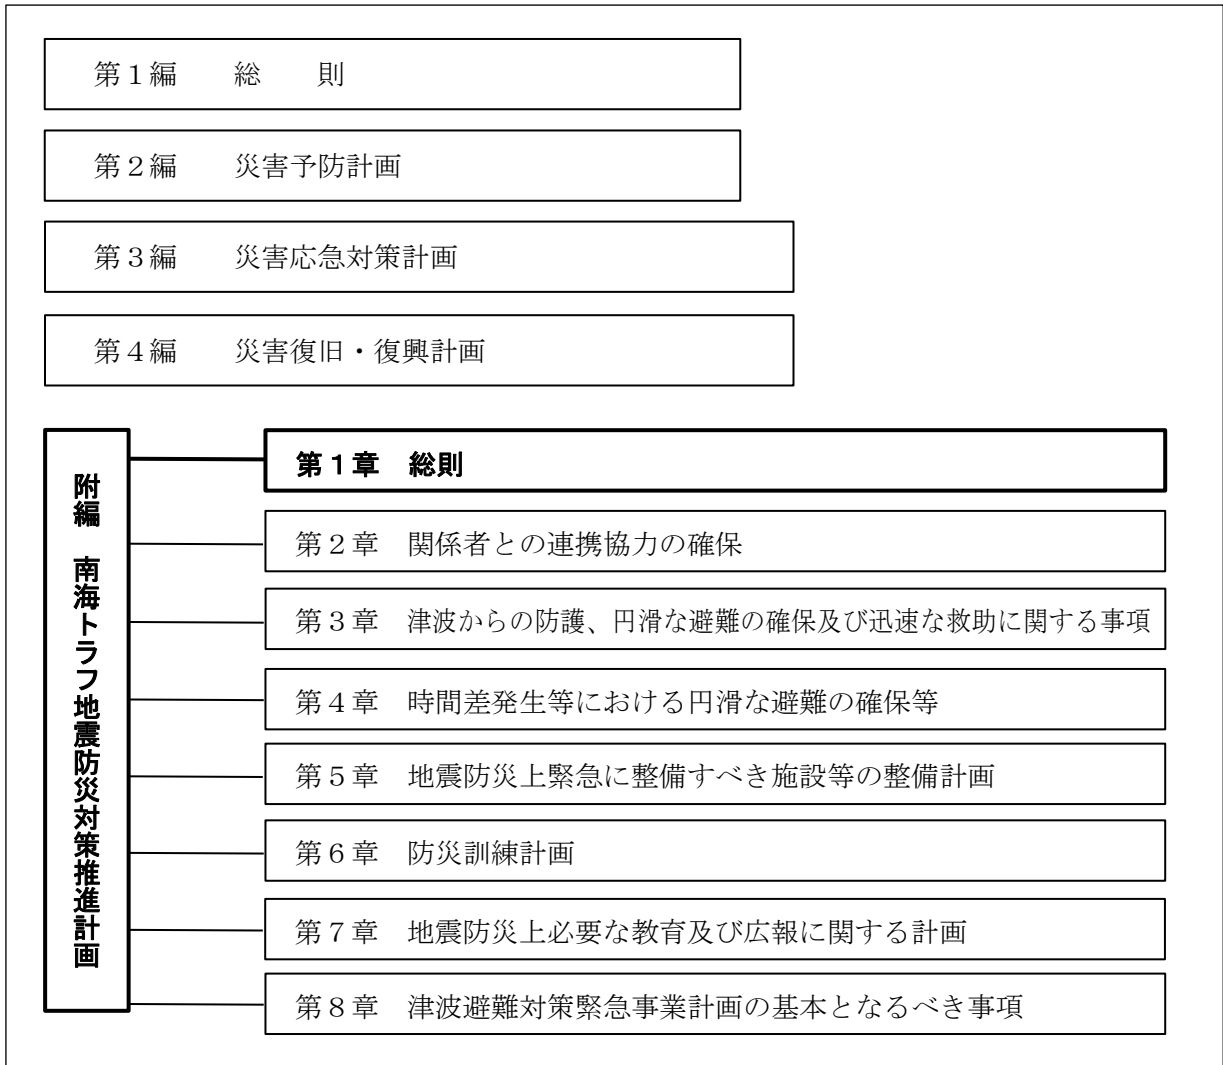 第１編　　総　　則
第２編　　災害予防計画
第３編　　災害応急対策計画
第４編　　災害復旧・復興計画
附編　南海トラフ地震防災対策推進計画
第１章　総則
第２章　関係者との連携協力の確保
第３章　津波からの防護、円滑な避難の確保及び迅速な救助に関する事項
第４章　時間差発生等における円滑な避難の確保等
第５章　地震防災上緊急に整備すべき施設等の整備計画
第６章　防災訓練計画
第７章　地震防災上必要な教育及び広報に関する計画
第８章　津波避難対策緊急事業計画の基本となるべき事項